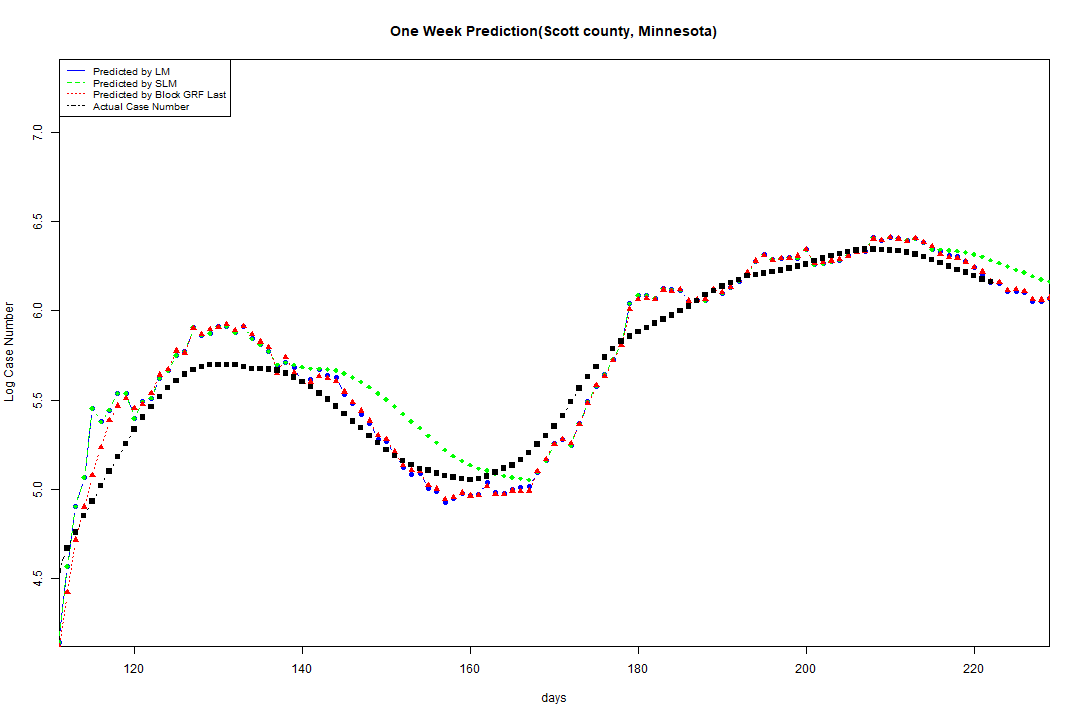 One Week Prediction(Scott county, Minnesota)
Predicted by LM
Predicted by SLM
Predicted by Block GRF Last
Actual Case Number
7.0
6.5
6.0
5.5
5.0
4.5
Log Case Number
120 140 160 180 200 220
days